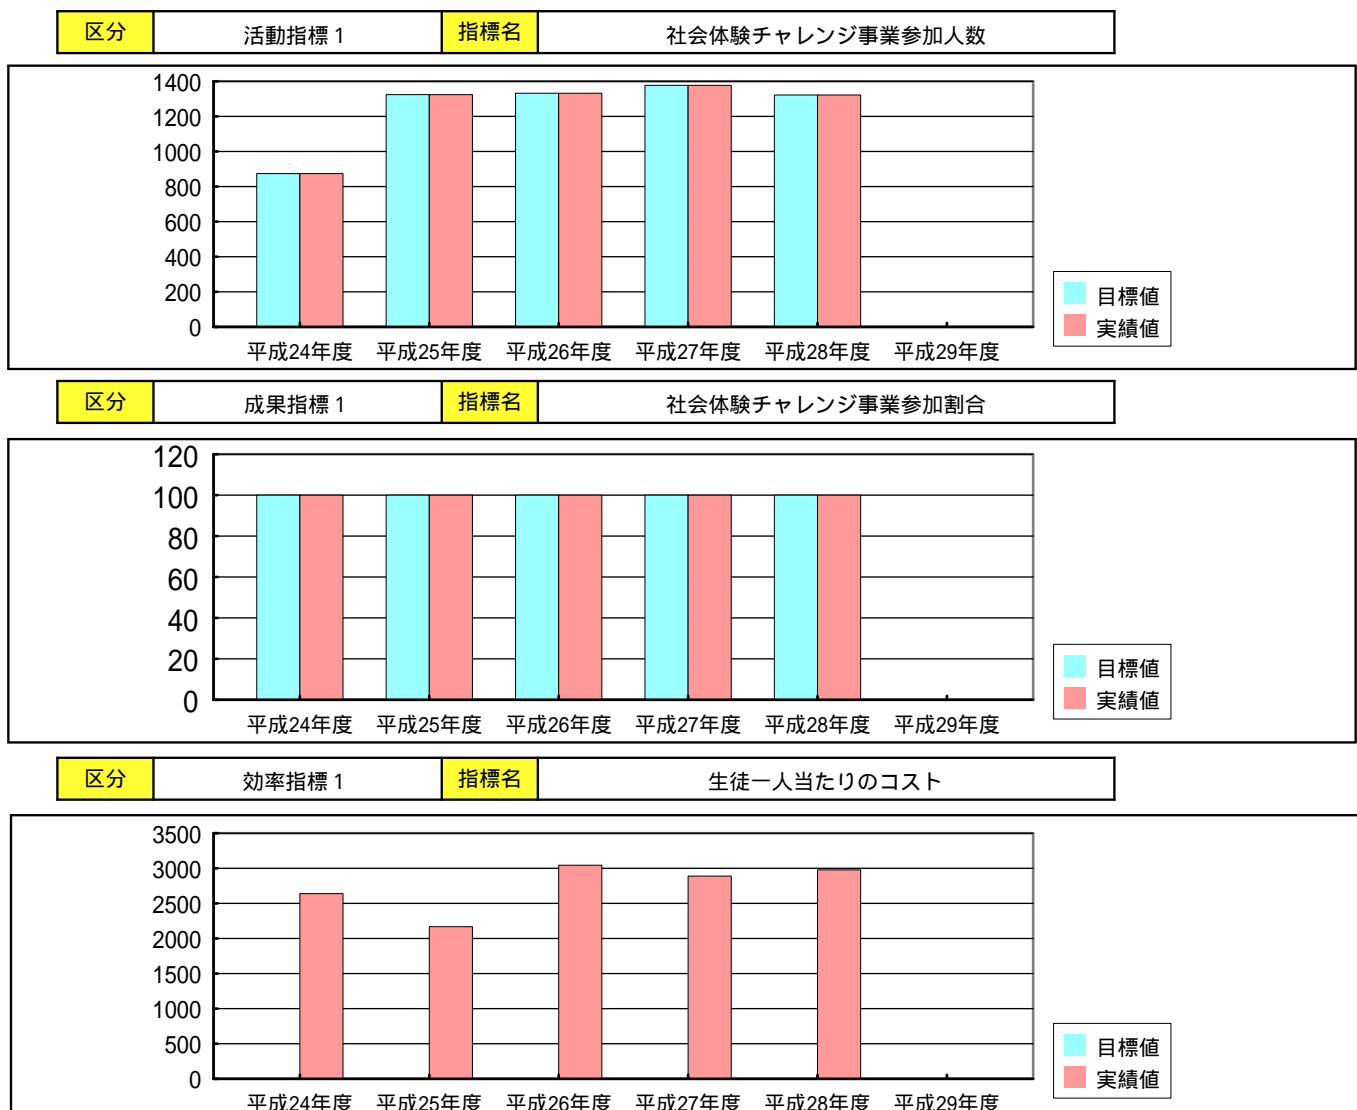 区分 活動指標１ 指標名 社会体験チャレンジ事業参加人数
1400
1200
1000
800
600
400
200
0
平成24年度 平成25年度 平成26年度 平成27年度 平成28年度 平成29年度
目標値
実績値
区分 成果指標１ 指標名 社会体験チャレンジ事業参加割合
120
100
80
60
40
20
0
平成24年度 平成25年度 平成26年度 平成27年度 平成28年度 平成29年度
目標値
実績値
区分 効率指標１ 指標名 生徒一人当たりのコスト
3500
3000
2500
2000
1500
1000
500
0
平成24年度 平成25年度 平成26年度 平成27年度 平成28年度 平成29年度
目標値
実績値